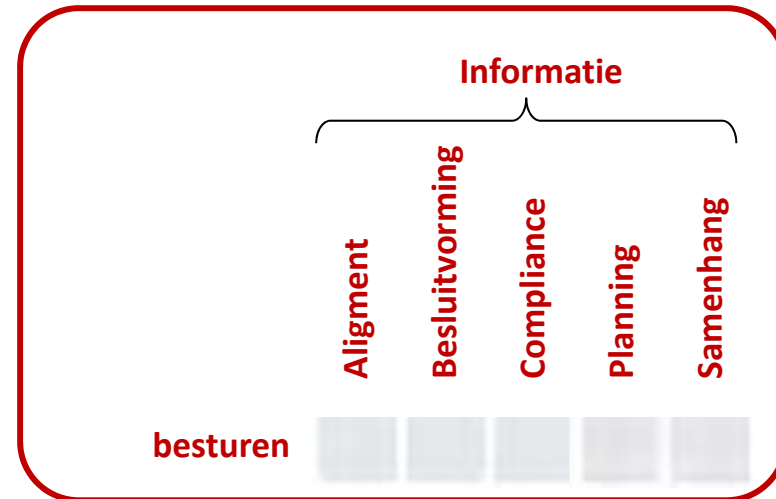 Informatie
Aligment
Besluitvorming
Compliance
Planning
Samenhang
besturen